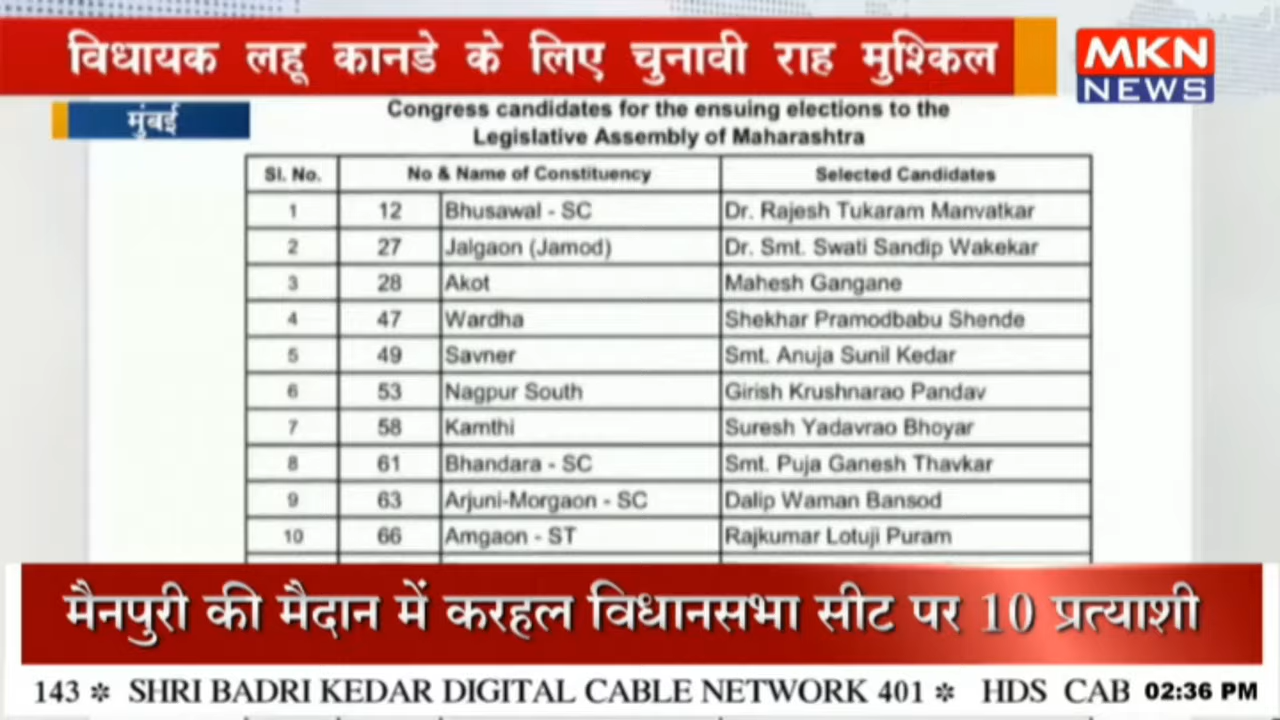 विधायक लहू कानडे के लिए चुनावी राह मुश्किल
MKN
NEWS
मुंबई
Congress candidates for the ensuing elections to the
Legislative Assembly of Maharashtra
Sl. No. No & Name of Constituency Selected Candidates
1 12 Bhusawal - SC Dr. Rajesh Tukaram Manvatkar
2 27 Jalgaon (Jamod) Dr. Smt. Swati Sandip Wakekar
3 28 Akot Mahesh Gangane
4 47 Wardha Shekhar Pramodbabu Shende
5 49 Savner Smt. Anuja Sunil Kedar
6 53 Nagpur South Girish Krushnarao Pandav
7 58 Kamthi Suresh Yadavrao Bhoyar
8 61 Bhandara - SC Smt. Puja Ganesh Thavkar
9 63 Arjuni-Morgaon - SC Dalip Waman Bansod
10 66 Amgaon - ST Rajkumar Lotuji Puram
मैनपुरी की मैदान में करहल विधानसभा सीट पर 10 प्रत्याशी
143 ✽ SHRI BADRI KEDAR DIGITAL CABLE NETWORK 401 ✽ HDS CAB 02:36 PM